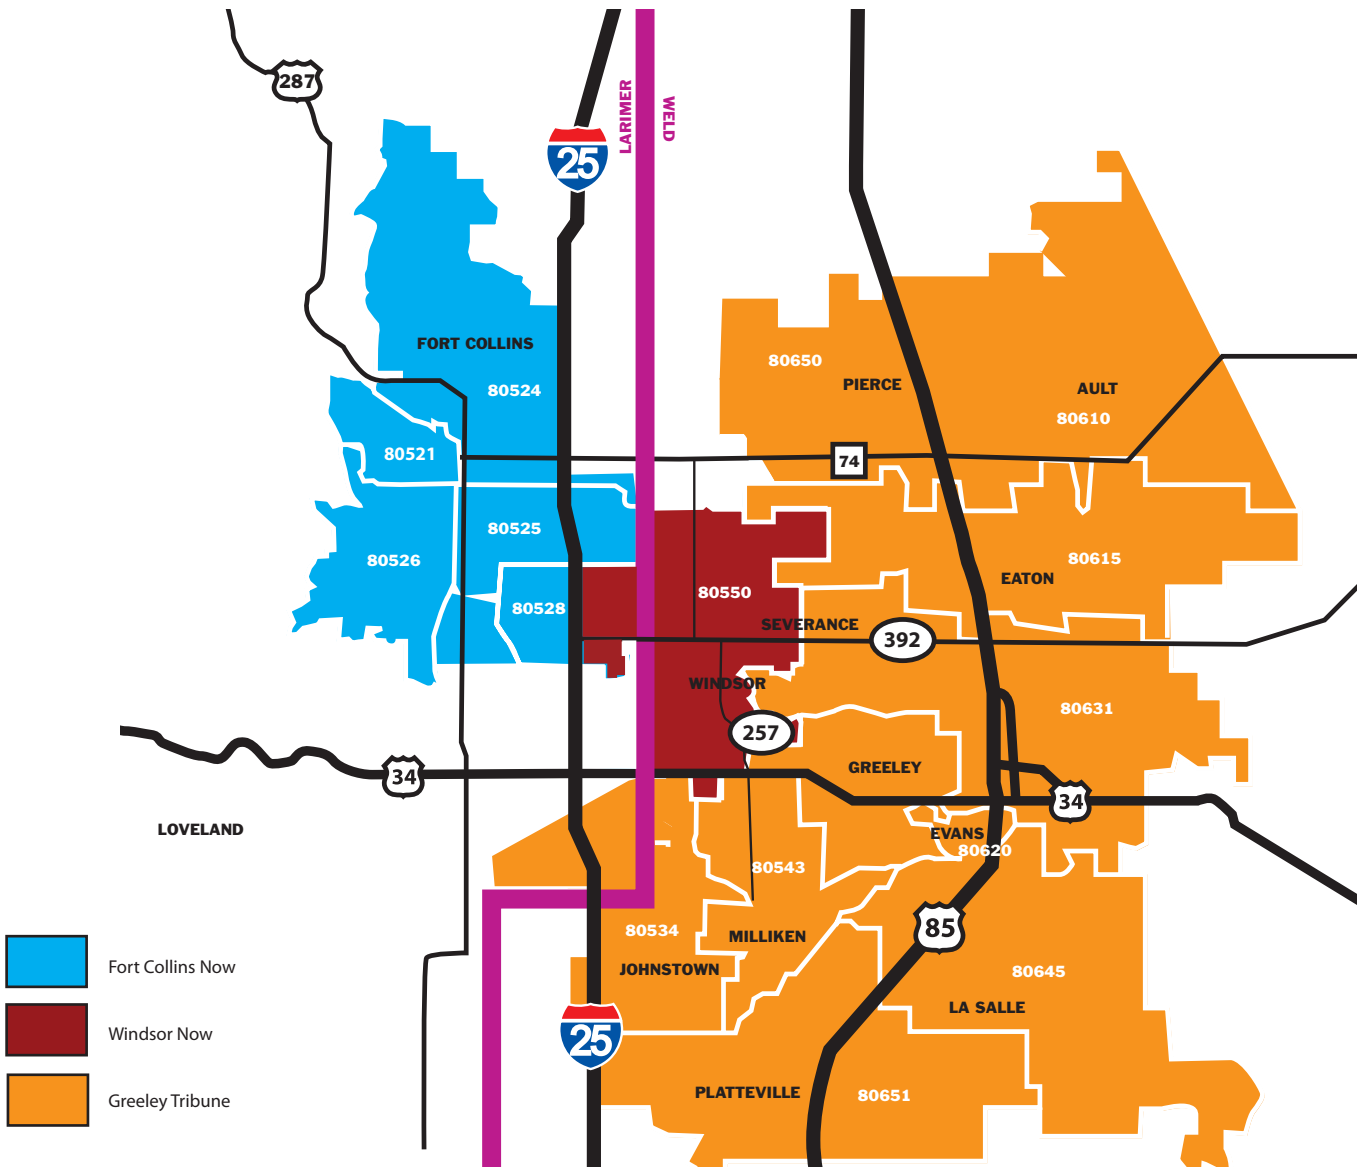 287
LARIMER
WELD
25
FORT COLLINS
80524
80650
PIERCE
AULT
80610
80521
74
80525
80526
80615
EATON
80528
80550
SEVERANCE
392
WINDSOR
80631
257
GREELEY
34
34
LOVELAND
EVANS
80620
80543
80534
MILLIKEN
85
JOHNSTOWN
80645
LA SALLE
25
PLATTEVILLE
80651
Fort Collins Now
Windsor Now
Greeley Tribune